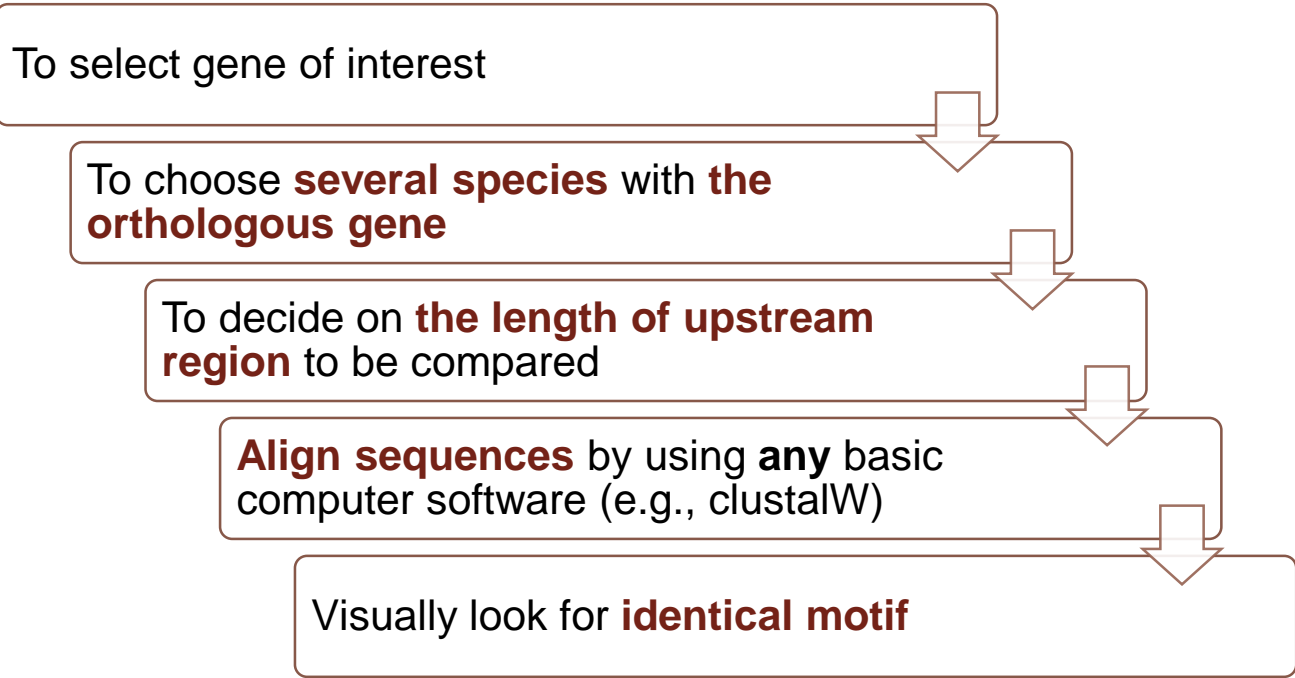 To select gene of interest
To choose several species with the
orthologous gene
To decide on the length of upstream
region to be compared
Align sequences by using any basic
computer software (e.g., clustalW)
Visually look for identical motif